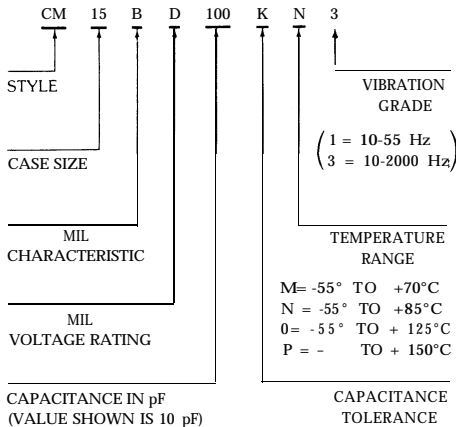 CM 15 B D 100 K N 3
STYLE
CASE SIZE
MIL
CHARACTERISTIC
MIL
VOLTAGE RATING
CAPACITANCE IN pF
(VALUE SHOWN IS 10 pF)
VIBRATION
GRADE
(1 = 10-55 Hz
3 = 10-2000 Hz)
TEMPERATURE
RANGE
M= -55° TO +70°C
N = -55° TO +85°C
0= -55° TO + 125°C
P = – TO + 150°C
CAPACITANCE
TOLERANCE